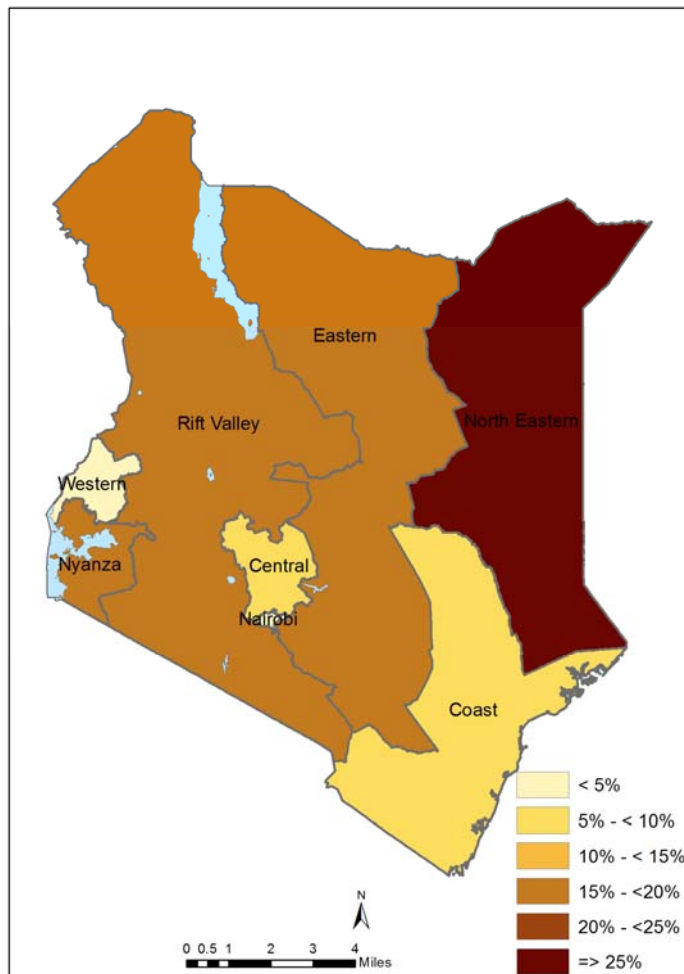 Eastern
Rift Valley
North Eastern
Western
Nyanza
Central
Nairobi
Coast
< 5%
5% - < 10%
10% - < 15%
15% - <20%
20% - <25%
=> 25%
N
0 0.5 1 2 3 4
Miles